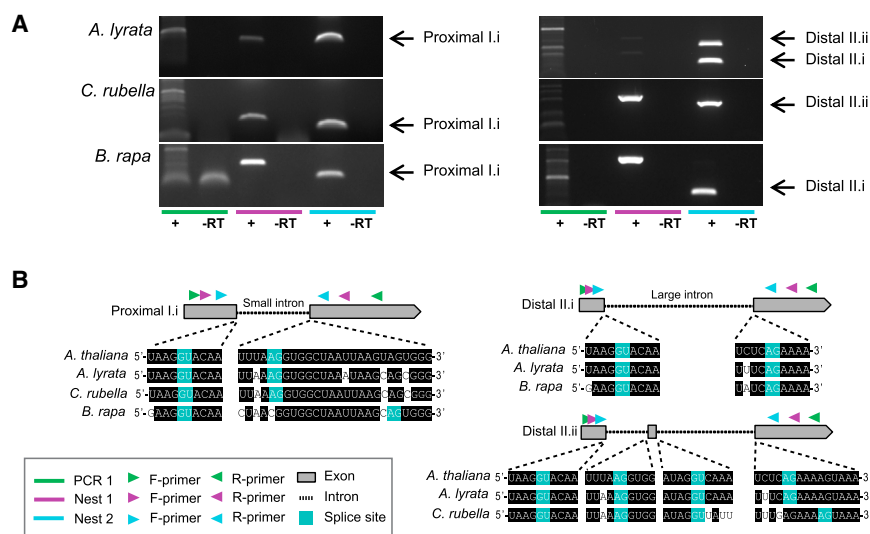 A
A. lyrata
Proximal I.i
C. rubella
Proximal I.i
B. rapa
Proximal I.i
+ -RT + -RT + -RT
Distal II.ii
Distal II.i
Distal II.ii
Distal II.i
+ -RT + -RT + -RT
B
Proximal I.i
Small intron
A. thaliana 5'-UAAGGUACAA UUUAAGGUGGCUAAUUAAGUAGUGGG-3'
A. lyrata 5'-UAAGGUACAA UUAAAGGUGGCUAAAUAAGCAGCGGG-3'
C. rubella 5'-UAAGGUACAA UUAAAGGUGGCUAAUUAAGCAGCGGG-3'
B. rapa 5'-GAAGGUACAA CUAACGGUGGCUAAUUAAGCAGUGGG-3'
Distal II.i
Large intron
A. thaliana 5'-UAAGGUACAA UCUCAGAAAA-3'
A. lyrata 5'-UAAGGUACAA UUUCAGAAAA-3'
B. rapa 5'-GAAGGUACAA UAUCAGAAAA-3'
Distal II.ii
A. thaliana 5'-UAAGGUACAA UUUAAGGUGG AUAGGUCAAA UCUCAGAAAAGUAAA-3'
A. lyrata 5'-UAAGGUACAA UUAAAGGUGG AUAGGUCAAA UUUCAGAAAAGUAAA-3'
C. rubella 5'-UAAGGUACAA UUAAAGGUGG AUAGGUUAUU UUUGAGAAAAGUAAA-3'
PCR 1 F-primer R-primer Exon
Nest 1 F-primer R-primer Intron
Nest 2 F-primer R-primer Splice site